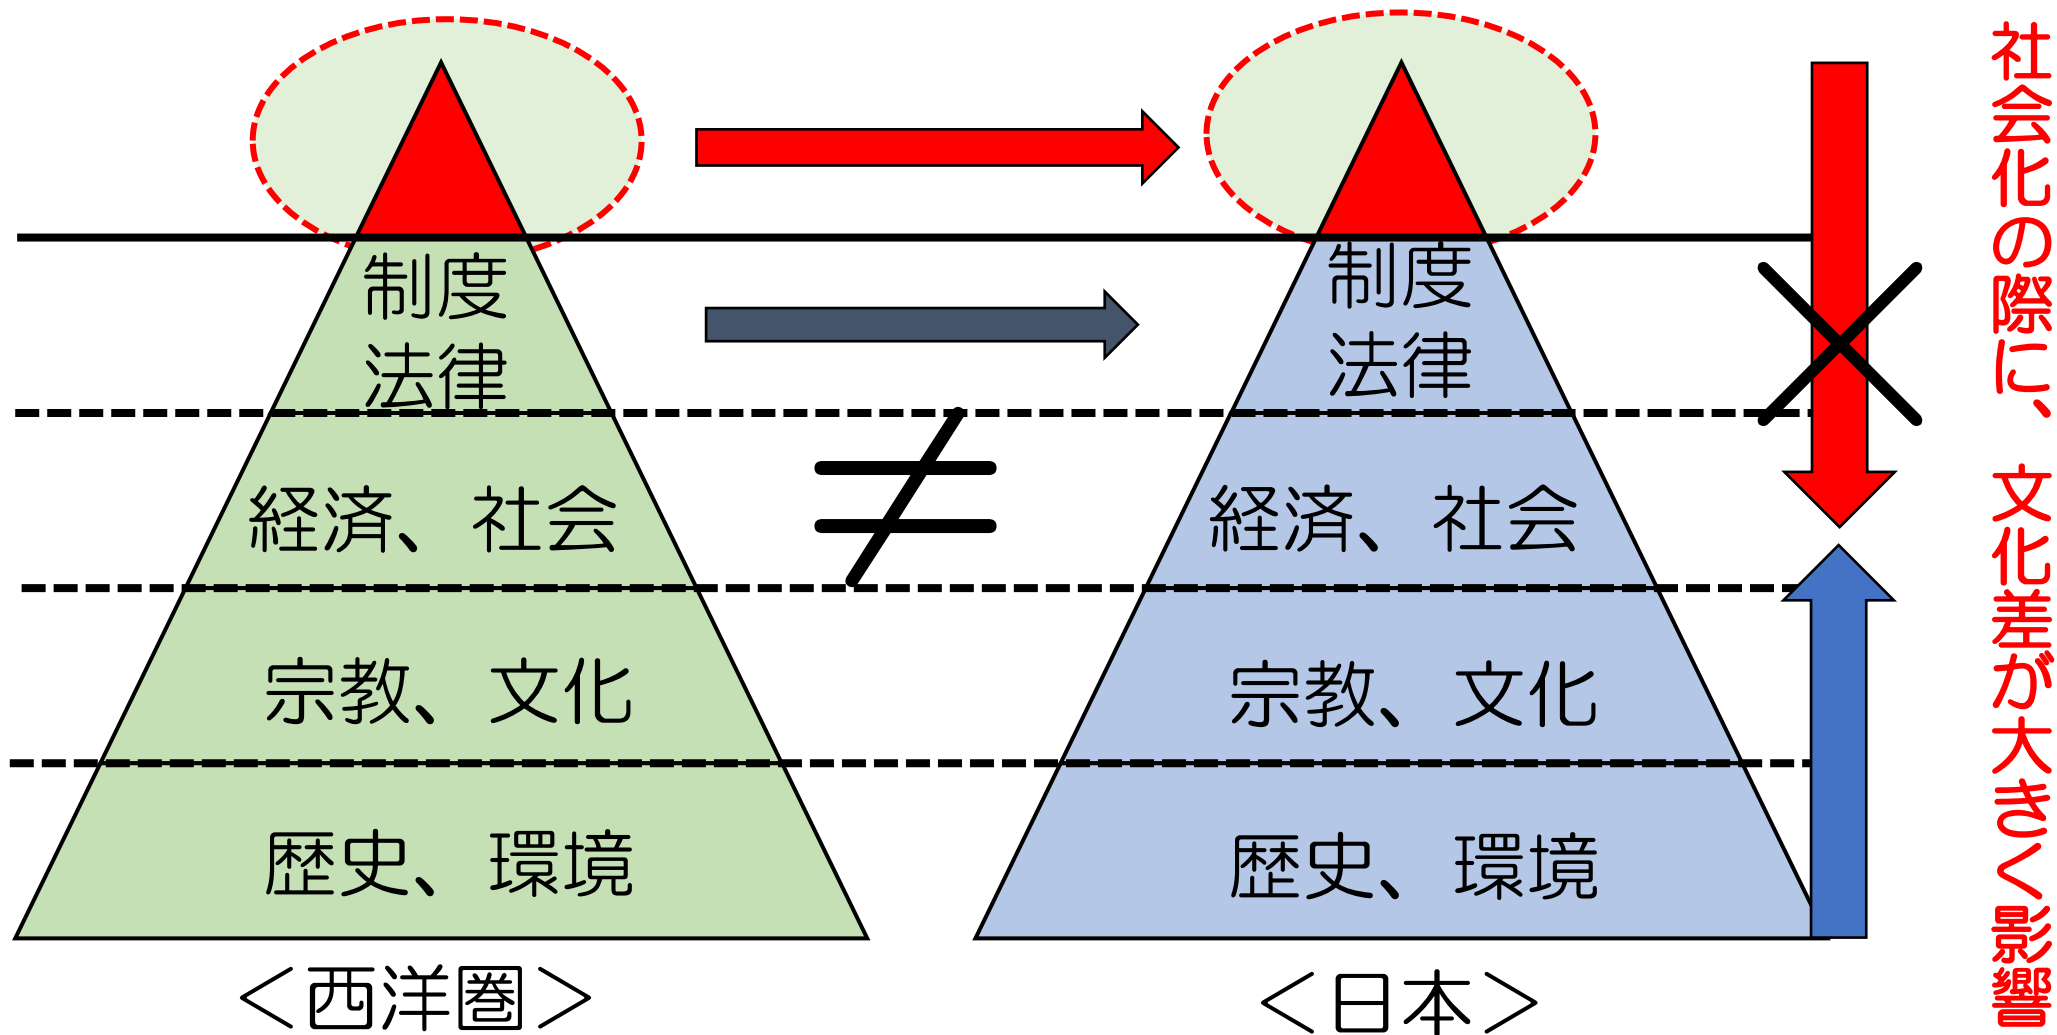 制度
法律
経済、社会
宗教、文化
歴史、環境
＜西洋圏＞
≠
制度
法律
経済、社会
宗教、文化
歴史、環境
＜日本＞
社会化の際に、文化差が大きく影響